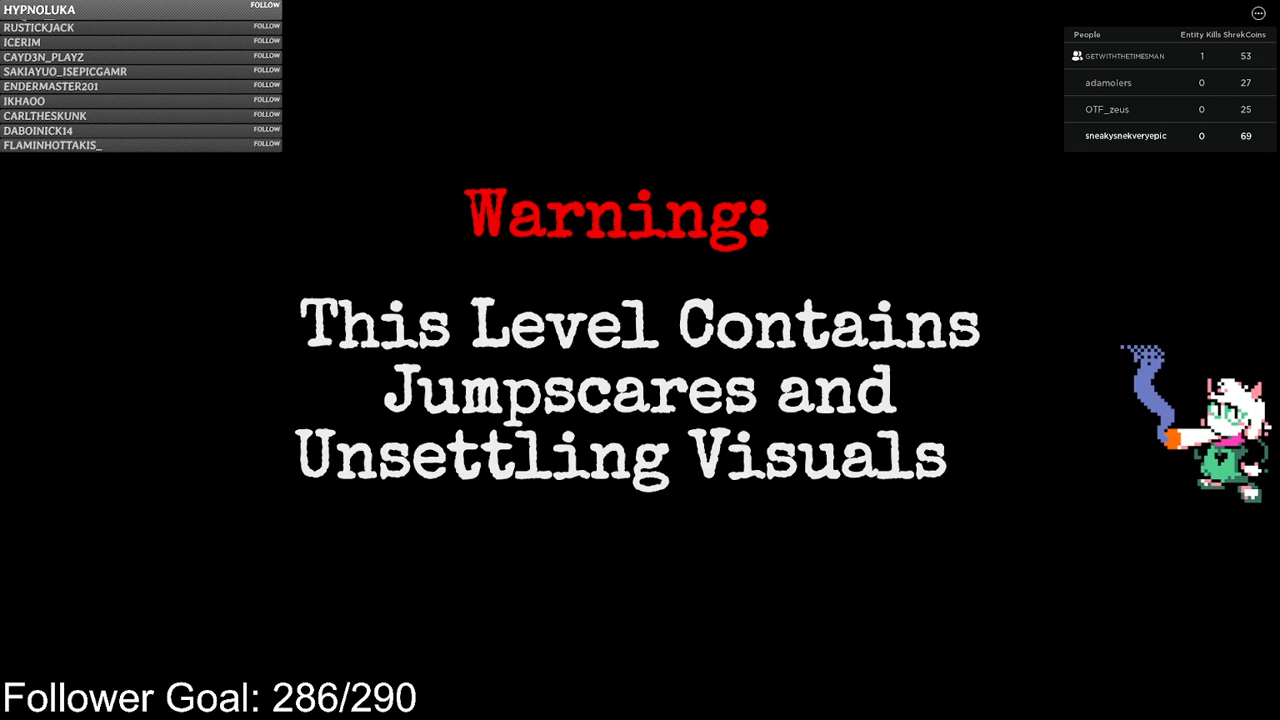 HYPNOLUKA FOLLOW
RUSTICKJACK FOLLOW
ICERIM FOLLOW
CAYD3N_PLAYZ FOLLOW
SAKIAYUO_ISEPICGAMR FOLLOW
ENDERMASTER201 FOLLOW
IKHAOO FOLLOW
CARLTHESKUNK FOLLOW
DABOINICK14 FOLLOW
FLAMINHOTTAKIS_ FOLLOW
People Entity Kills ShrekCoins
GETWITHTHETIMESMAN 1 53
adamolers 0 27
OTF_zeus 0 25
sneakysnekveryepic 0 69
Warning:
This Level Contains
Jumpscares and
Unsettling Visuals
Follower Goal: 286/290